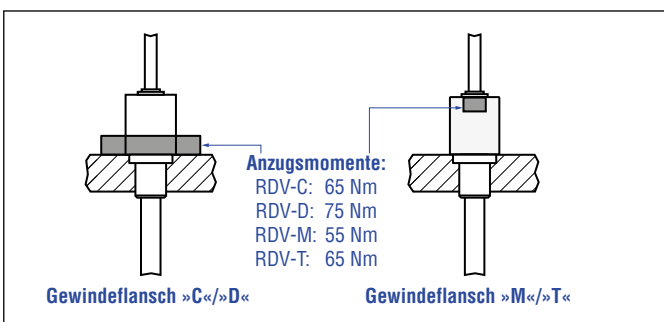 Anzugsmomente:
RDV-C: 65 Nm
RDV-D: 75 Nm
RDV-M: 55 Nm
RDV-T: 65 Nm
Gewindeflansch »C«/»D«
Gewindeflansch »M«/»T«